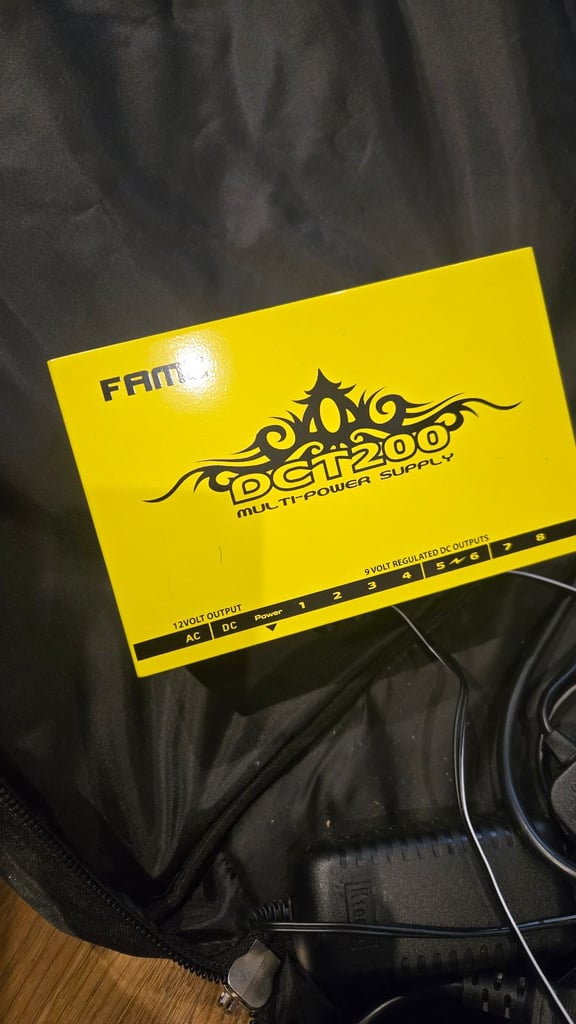 DCT200
MULTI-POWER SUPPLY
9 VOLT REGULATED DC OUTPUTS
12VOLT OUTPUT
AC DC Power 1 2 3 4 5 6 7 8